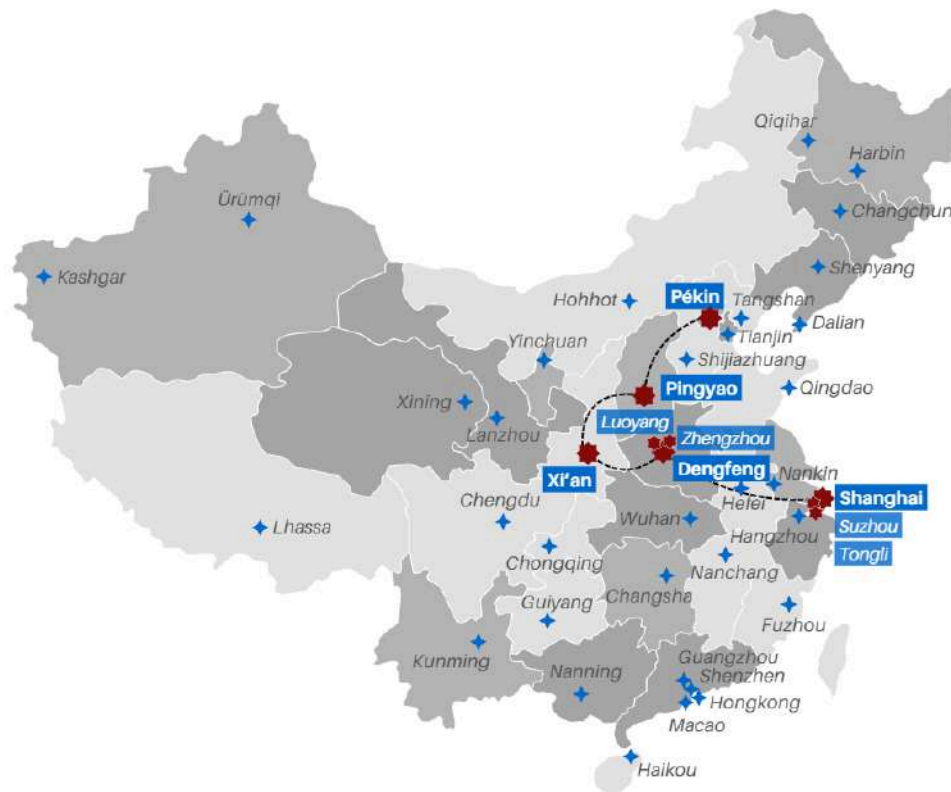 Qiqihar
Harbin
Ürümqi
Changchun
Kashgar
Shenyang
Hohhot
Pékin
Tangshan
Dalian
Tianjin
Yinchuan
Shijiazhuang
Pingyao
Qingdao
Xining
Lanzhou
Luoyang
Zhengzhou
Xi'an
Dengfeng
Nankin
Hefei
Shanghai
Chengdu
Lhassa
Wuhan
Hangzhou
Suzhou
Tongli
Chongqing
Nanchang
Changsha
Guiyang
Fuzhou
Kunming
Nanning
Guangzhou
Shenzhen
Hongkong
Macao
Haikou